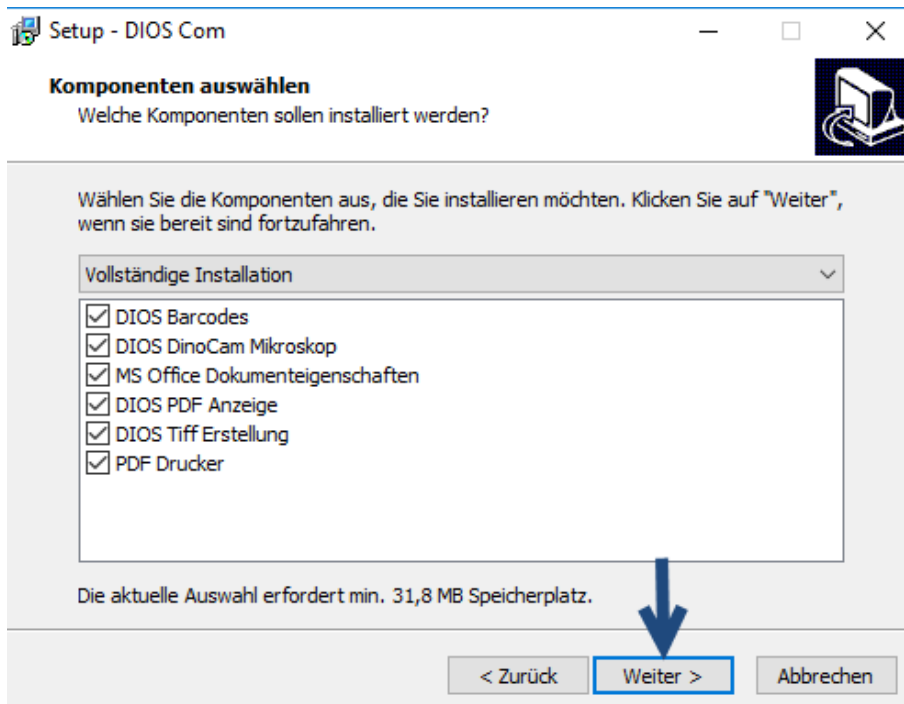 Setup - DIOS Com
Komponenten auswählen
Welche Komponenten sollen installiert werden?
Wählen Sie die Komponenten aus, die Sie installieren möchten. Klicken Sie auf "Weiter",
wenn sie bereit sind fortzufahren.
Vollständige Installation
DIOS Barcodes
DIOS DinoCam Mikroskop
MS Office Dokumenteigenschaften
DIOS PDF Anzeige
DIOS Tiff Erstellung
PDF Drucker
Die aktuelle Auswahl erfordert min. 31,8 MB Speicherplatz.
< Zurück Weiter > Abbrechen